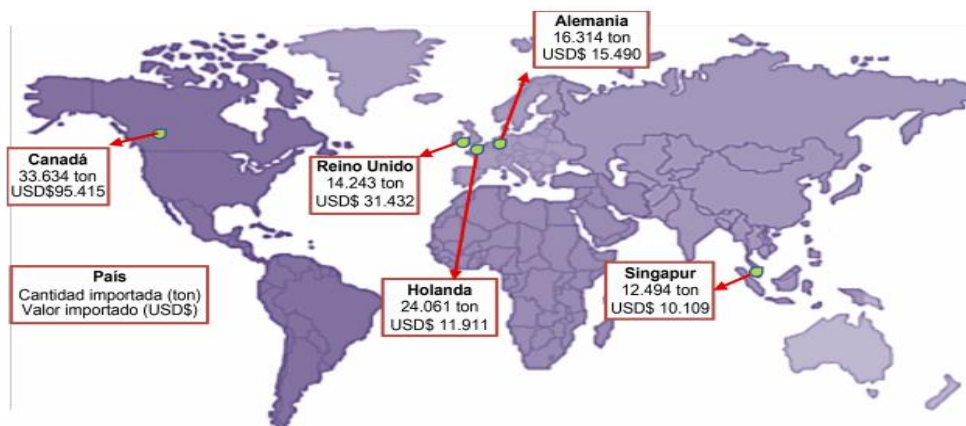 Alemania
16.314 ton
USD$ 15.490
Canadá
33.634 ton
USD$95.415
Reino Unido
14.243 ton
USD$ 31.432
País
Cantidad importada (ton)
Valor importado (USD$)
Holanda
24.061 ton
USD$ 11.911
Singapur
12.494 ton
USD$ 10.109